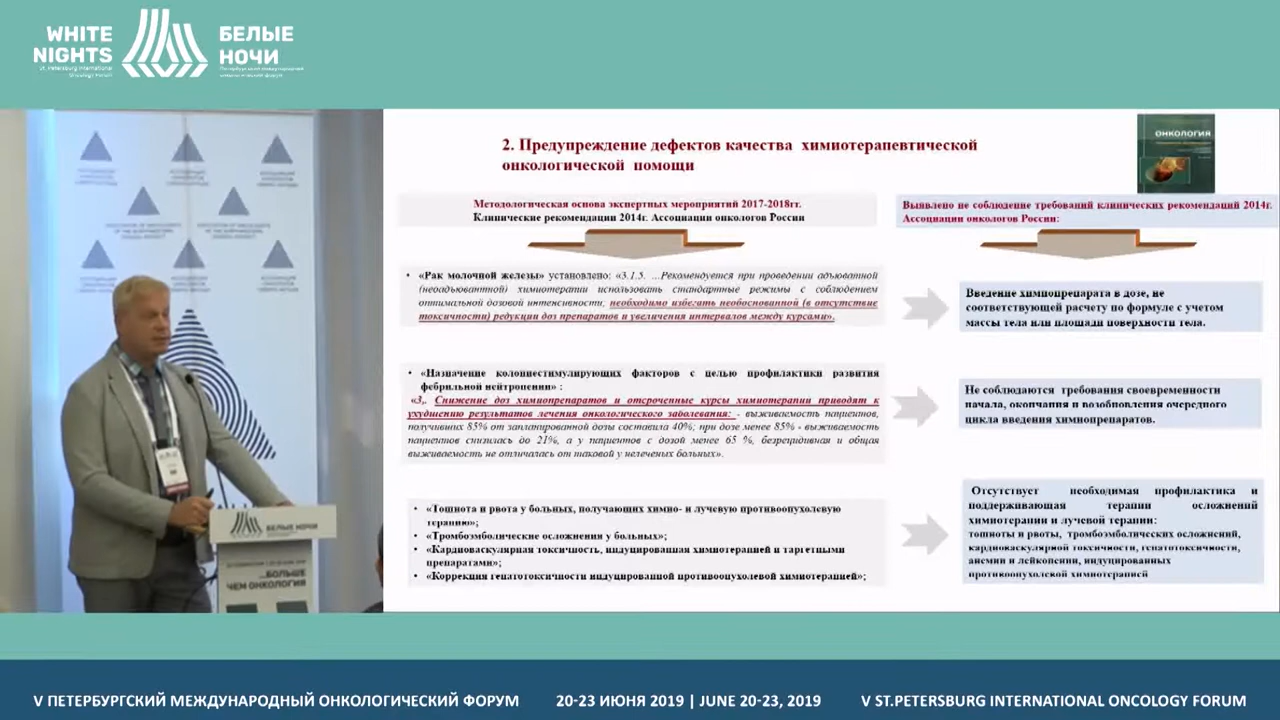 WHITE
NIGHTS
St. Petersburg International
Oncology Forum
БЕЛЫЕ
НОЧИ
Петербургский международный
онкологический форум
2. Предупреждение дефектов качества химиотерапевтической
онкологической помощи
ОНКОЛОГИЯ
Методологическая основа экспертных мероприятий 2017-2018гг.
Клинические рекомендации 2014г. Ассоциации онкологов России
Выявлено не соблюдение требований клинических рекомендаций 2014г.
Ассоциации онкологов России:
• «Рак молочной железы» установлено: «3.1.5. ...Рекомендуется при проведении адъювантной
(неоадъювантной) химиотерапии использовать стандартные режимы с соблюдением
оптимальной дозовой интенсивности, необходимо избегать необоснованной (в отсутствие
токсичности) редукции доз препаратов и увеличения интервалов между курсами».
Введение химиопрепарата в дозе, не
соответствующей расчету по формуле с учетом
массы тела или площади поверхности тела.
• «Назначение колониестимулирующих факторов с целью профилактики развития
фебрильной нейтропении» :
«3,. Снижение доз химиопрепаратов и отсроченные курсы химиотерапии приводят к
ухудшению результатов лечения онкологического заболевания: - выживаемость пациентов,
получивших 85% от запланированной дозы составила 40%; при дозе менее 85% - выживаемость
пациентов снизилась до 21%, а у пациентов с дозой менее 65 %, безрецидивная и общая
выживаемость не отличалась от таковой у нелеченых больных».
Не соблюдаются требования своевременности
начала, окончания и возобновления очередного
цикла введения химиопрепаратов.
• «Тошнота и рвота у больных, получающих химио- и лучевую противоопухолевую
терапию»;
• «Тромбоэмболические осложнения у больных»;
• «Кардиоваскулярная токсичность, индуцированная химиотерапией и таргетными
препаратами»;
• «Коррекция гепатотоксичности индуцированной противоопухолевой химиотерапией»;
Отсутствует необходимая профилактика и
поддерживающая терапии осложнений
химиотерапии и лучевой терапии:
тошноты и рвоты, тромбоэмболических осложнений,
кардиоваскулярной токсичности, гепатотоксичности,
анемии и лейкопении, индуцированных
противоопухолевой химиотерапией
БЕЛЫЕ НОЧИ
...БОЛЬШЕ
ЧЕМ ОНКОЛОГИЯ
V ПЕТЕРБУРГСКИЙ МЕЖДУНАРОДНЫЙ ОНКОЛОГИЧЕСКИЙ ФОРУМ 20-23 ИЮНЯ 2019 | JUNE 20-23, 2019 V ST.PETERSBURG INTERNATIONAL ONCOLOGY FORUM